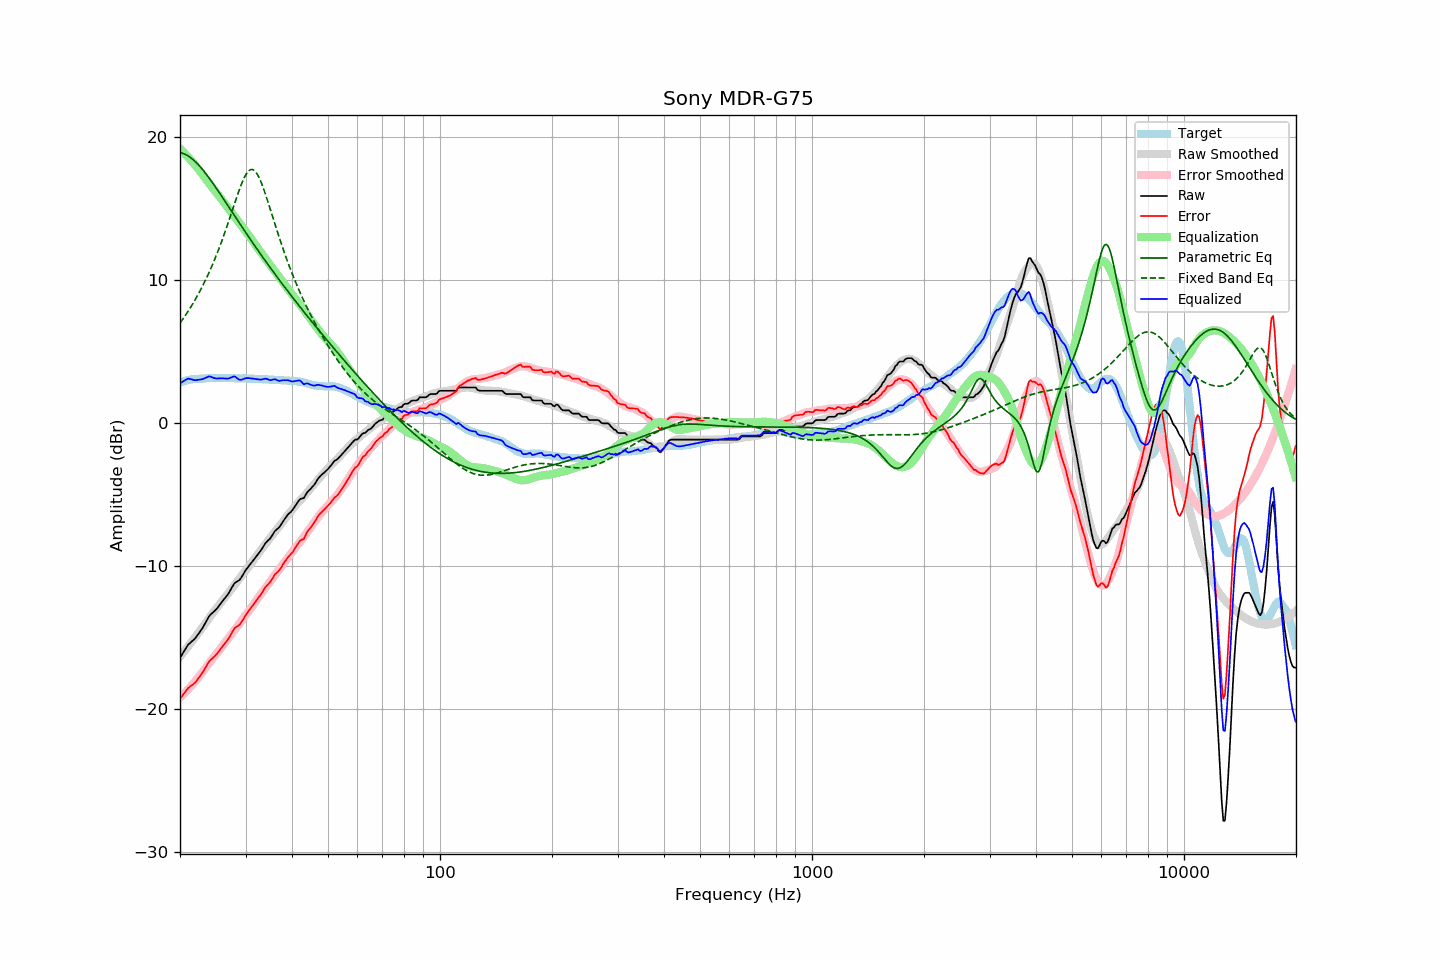 Sony MDR-G75
Amplitude (dBr)
20
10
0
−10
−20
−30
100
1000
10000
Frequency (Hz)
Target
Raw Smoothed
Error Smoothed
Raw
Error
Equalization
Parametric Eq
Fixed Band Eq
Equalized